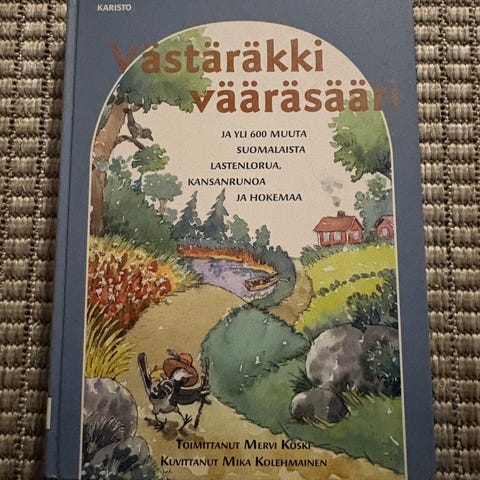 KARISTO
Västäräkki
vääräsääri
JA YLI 600 MUUTA
SUOMALAISTA
LASTENLORUA,
KANSANRUNOA
JA HOKEMAA
TOIMITTANUT MERVI KOSKI
KUVITTANUT MIKA KOLEHMAINEN